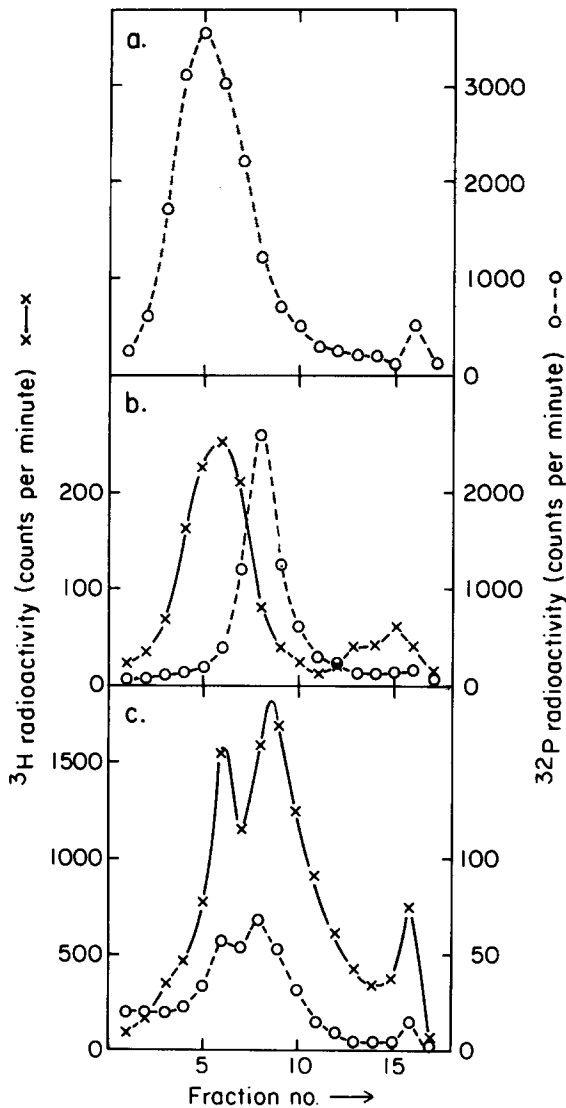 a.
3000
2000
1000
0
b.
200
100
0
2000
1000
0
c.
1500
1000
500
0
100
50
0
5 10 15
Fraction no. →
³H radioactivity (counts per minute) x—x
³²P radioactivity (counts per minute) o--o